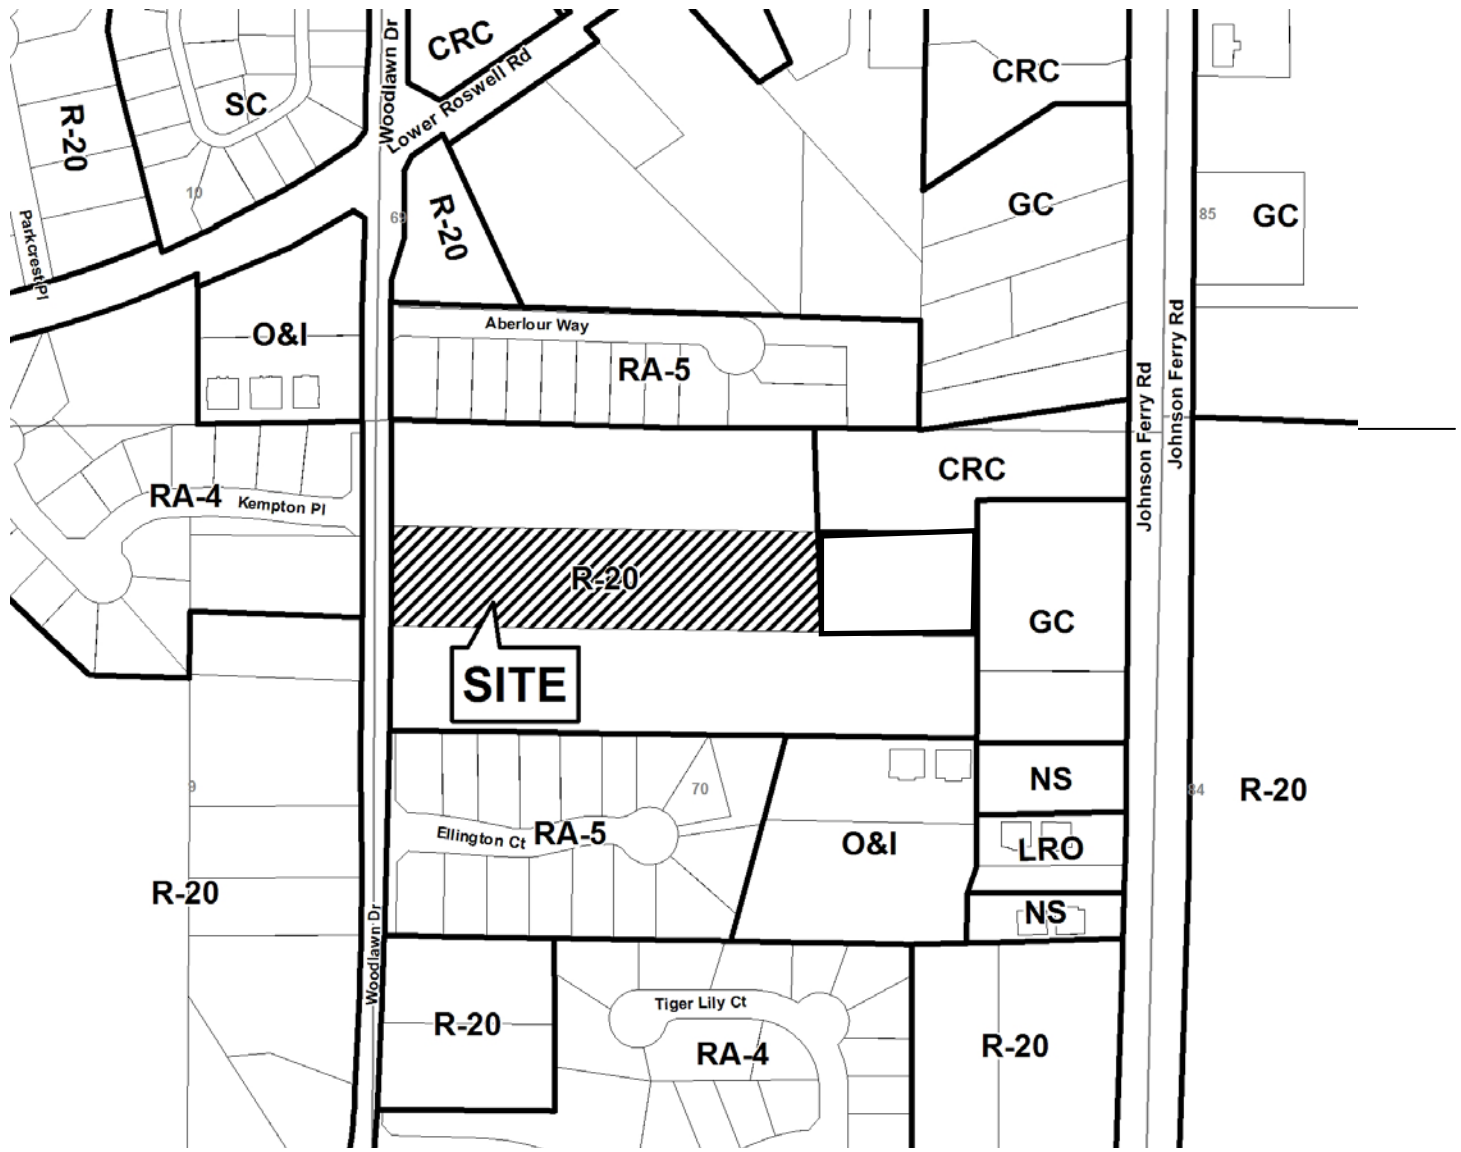 Woodlawn Dr
CRC
Lower Roswell Rd
CRC
SC
R-20
10
69
R-20
GC
85
GC
Parkcrest Pl
O&I
Aberlour Way
RA-5
Johnson Ferry Rd
Johnson Ferry Rd
CRC
RA-4
Kempton Pl
R-20
GC
SITE
9
70
NS
84
R-20
Ellington Ct
RA-5
O&I
LRO
R-20
NS
Woodlawn Dr
Tiger Lily Ct
R-20
RA-4
R-20